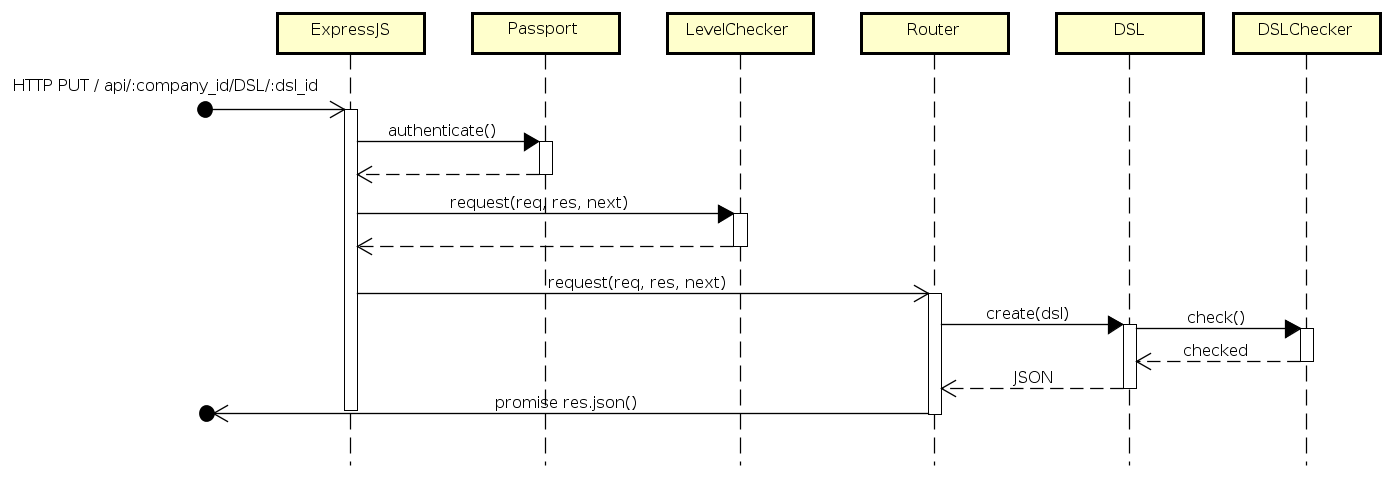 ExpressJS
Passport
LevelChecker
Router
DSL
DSLChecker
HTTP PUT / api/:company_id/DSL/:dsl_id
authenticate()
request(req, res, next)
request(req, res, next)
create(dsl)
check()
checked
JSON
promise res.json()